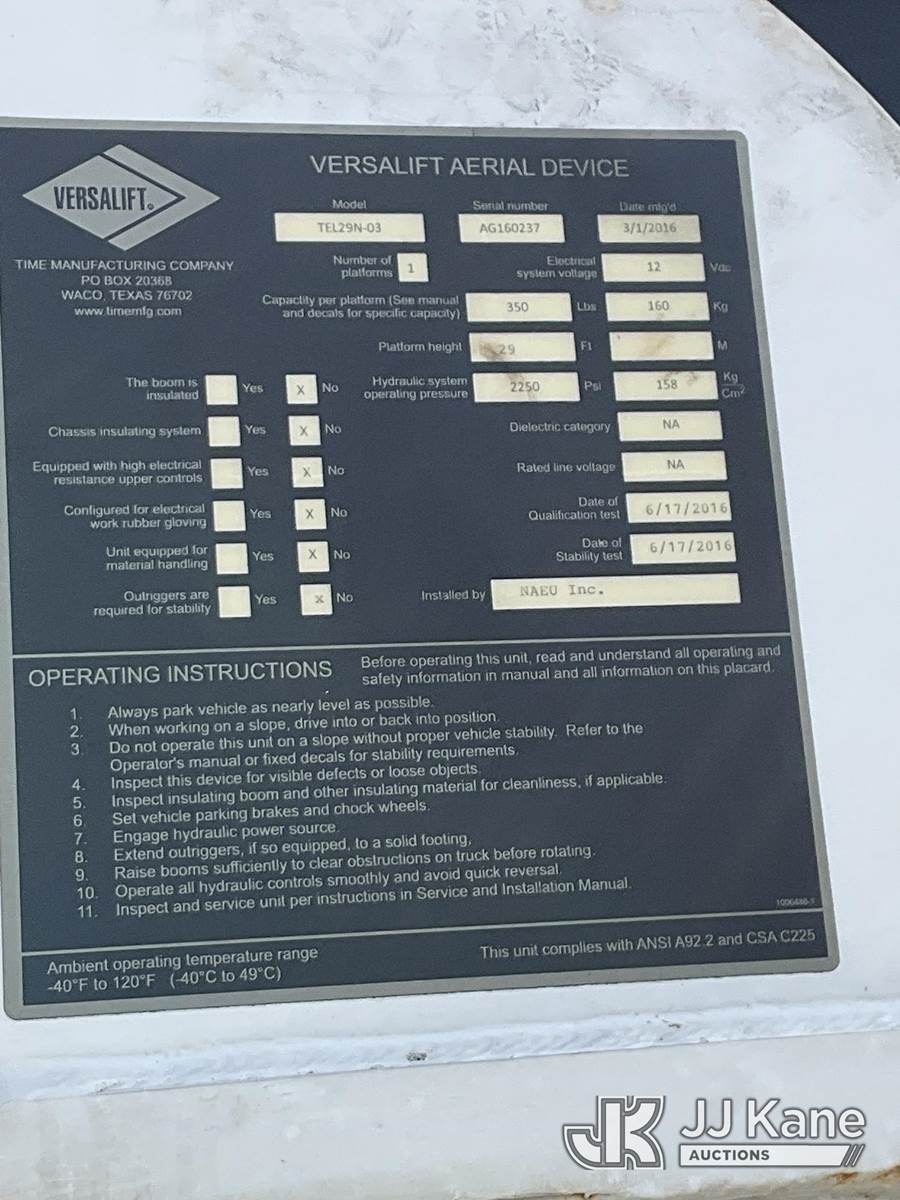 VERSALIFT AERIAL DEVICE
VERSALIFT®
TIME MANUFACTURING COMPANY
PO BOX 20368
WACO, TEXAS 76702
www.timemfg.com
Model
TEL29N-03
Serial number
AG160237
Date mfg'd
3/1/2016
Number of
platforms 1
Electrical
system voltage 12 Vdc
Capactity per platform (See manual
and decals for specific capacity) 350 Lbs 160 Kg
Platform height 29 Ft M
Hydraulic system
operating pressure 2250 Psi 158 Kg
Cm²
The boom is
insulated Yes X No
Chassis insulating system Yes X No
Equipped with high electrical
resistance upper controls Yes X No
Configured for electrical
work rubber gloving Yes X No
Unit equipped for
material handling Yes X No
Outriggers are
required for stability Yes X No
Dielectric category NA
Rated line voltage NA
Date of
Qualification test 6/17/2016
Date of
Stability test 6/17/2016
Installed by NAEU Inc.
OPERATING INSTRUCTIONS
Before operating this unit, read and understand all operating and
safety information in manual and all information on this placard.
1. Always park vehicle as nearly level as possible.
2. When working on a slope, drive into or back into position.
3. Do not operate this unit on a slope without proper vehicle stability. Refer to the
Operator's manual or fixed decals for stability requirements.
4. Inspect this device for visible defects or loose objects.
5. Inspect insulating boom and other insulating material for cleanliness, if applicable.
6. Set vehicle parking brakes and chock wheels.
7. Engage hydraulic power source.
8. Extend outriggers, if so equipped, to a solid footing,
9. Raise booms sufficiently to clear obstructions on truck before rotating.
10. Operate all hydraulic controls smoothly and avoid quick reversal.
11. Inspect and service unit per instructions in Service and Installation Manual.
Ambient operating temperature range
-40°F to 120°F (-40°C to 49°C)
This unit complies with ANSI A92.2 and CSA C225
JK JJ Kane
AUCTIONS